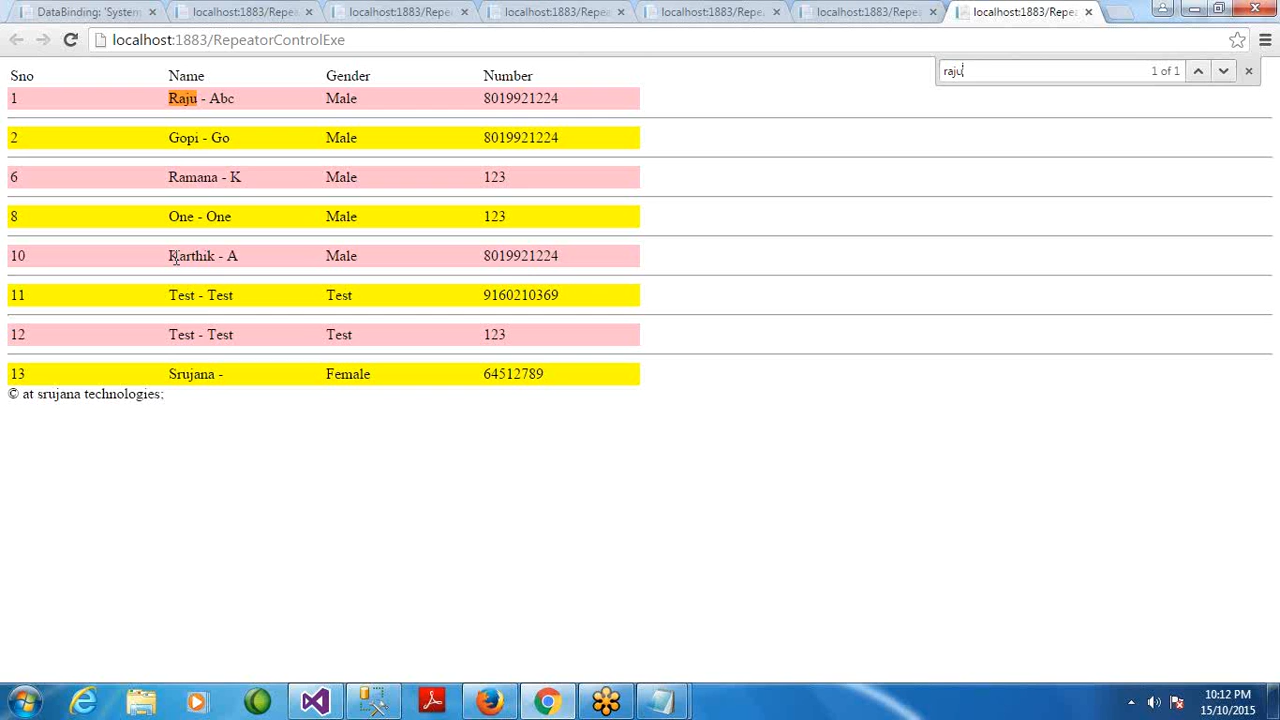 DataBinding: 'System localhost:1883/Repe localhost:1883/Repe localhost:1883/Repe localhost:1883/Repe localhost:1883/Repe localhost:1883/Repe
localhost:1883/RepeatorControlExe
raju 1 of 1
Sno Name Gender Number
1 Raju - Abc Male 8019921224
2 Gopi - Go Male 8019921224
6 Ramana - K Male 123
8 One - One Male 123
10 Karthik - A Male 8019921224
11 Test - Test Test 9160210369
12 Test - Test Test 123
13 Srujana - Female 64512789
© at srujana technologies;
10:12 PM
15/10/2015